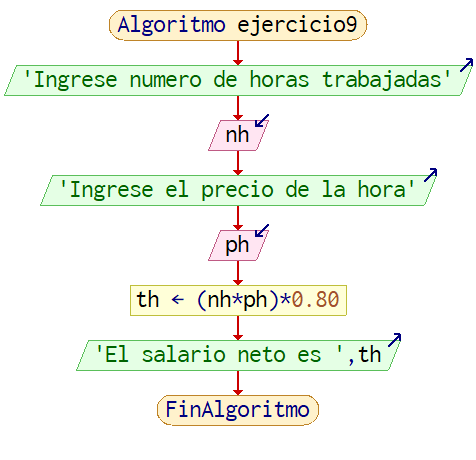 Algoritmo ejercicio9
'Ingrese numero de horas trabajadas'
nh
'Ingrese el precio de la hora'
ph
th ← (nh*ph)*0.80
'El salario neto es ',th
FinAlgoritmo